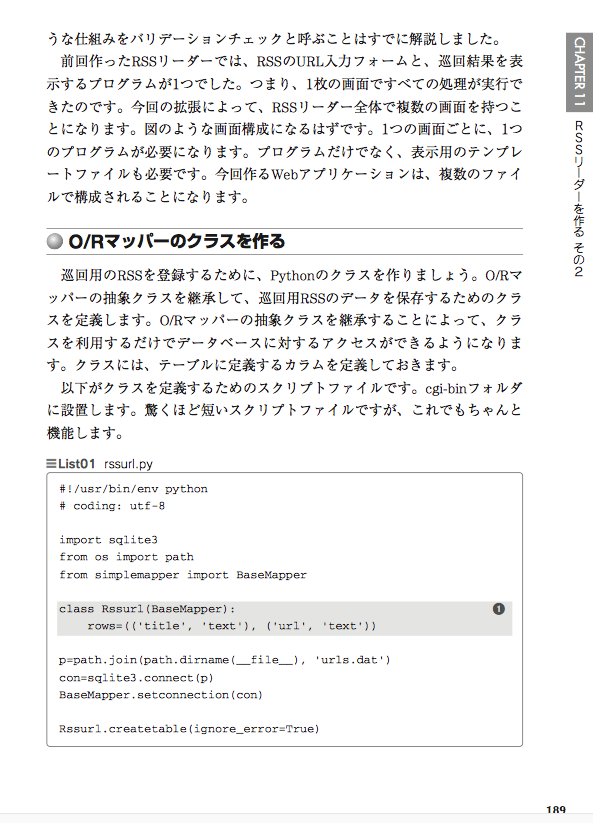 うな仕組みをバリデーションチェックと呼ぶことはすでに解説しました。
　前回作ったRSSリーダーでは、RSSのURL入力フォームと、巡回結果を表
示するプログラムが1つでした。つまり、1枚の画面ですべての処理が実行で
きたのです。今回の拡張によって、RSSリーダー全体で複数の画面を持つこ
とになります。図のような画面構成になるはずです。1つの画面ごとに、1つ
のプログラムが必要になります。プログラムだけでなく、表示用のテンプレ
ートファイルも必要です。今回作るWebアプリケーションは、複数のファイ
ルで構成されることになります。
O/Rマッパーのクラスを作る
　巡回用のRSSを登録するために、Pythonのクラスを作りましょう。O/Rマ
ッパーの抽象クラスを継承して、巡回用RSSのデータを保存するためのクラ
スを定義します。O/Rマッパーの抽象クラスを継承することによって、クラ
スを利用するだけでデータベースに対するアクセスができるようになりま
す。クラスには、テーブルに定義するカラムを定義しておきます。
　以下がクラスを定義するためのスクリプトファイルです。cgi-binフォルダ
に設置します。驚くほど短いスクリプトファイルですが、これでもちゃんと
機能します。
List01 rssurl.py
#!/usr/bin/env python
# coding: utf-8
import sqlite3
from os import path
from simplemapper import BaseMapper
class Rssurl(BaseMapper): ❶
    rows=(('title', 'text'), ('url', 'text'))
p=path.join(path.dirname(__file__), 'urls.dat')
con=sqlite3.connect(p)
BaseMapper.setconnection(con)
Rssurl.createtable(ignore_error=True)
CHAPTER 11
RSSリーダーを作る その2
189